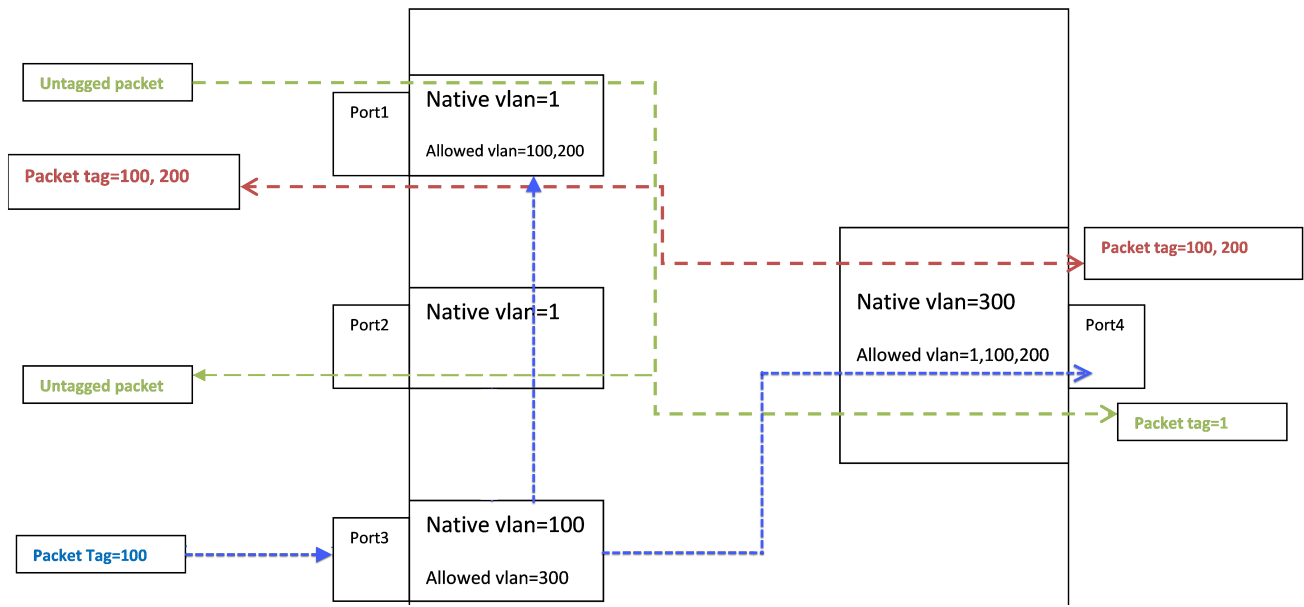 Untagged packet
Port1
Native vlan=1
Allowed vlan=100,200
Packet tag=100, 200
Packet tag=100, 200
Native vlan=300
Allowed vlan=1,100,200
Port4
Port2
Native vlan=1
Untagged packet
Packet tag=1
Packet Tag=100
Port3
Native vlan=100
Allowed vlan=300